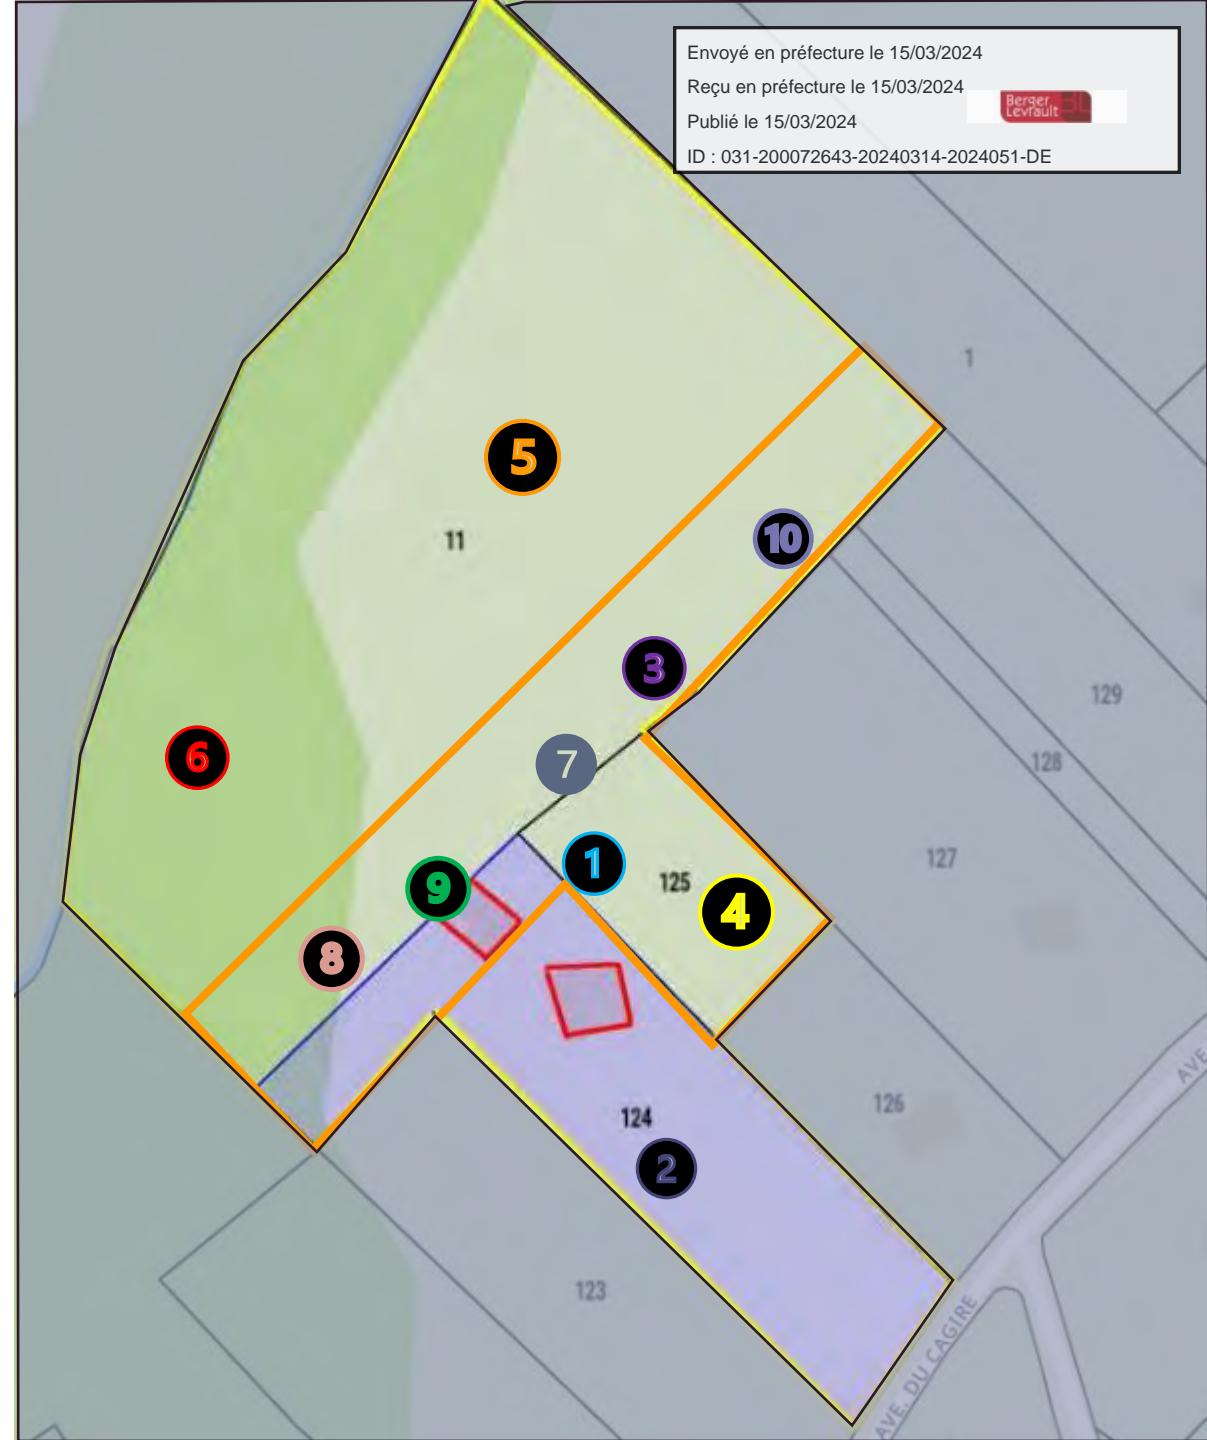 Envoyé en préfecture le 15/03/2024
Reçu en préfecture le 15/03/2024
Berger
Levrault
Publié le 15/03/2024
ID : 031-200072643-20240314-2024051-DE
1
5
11
10
3
129
6
7
128
127
1
125
9
4
8
126
AVE
124
2
123
AVE. DU CAGIRE